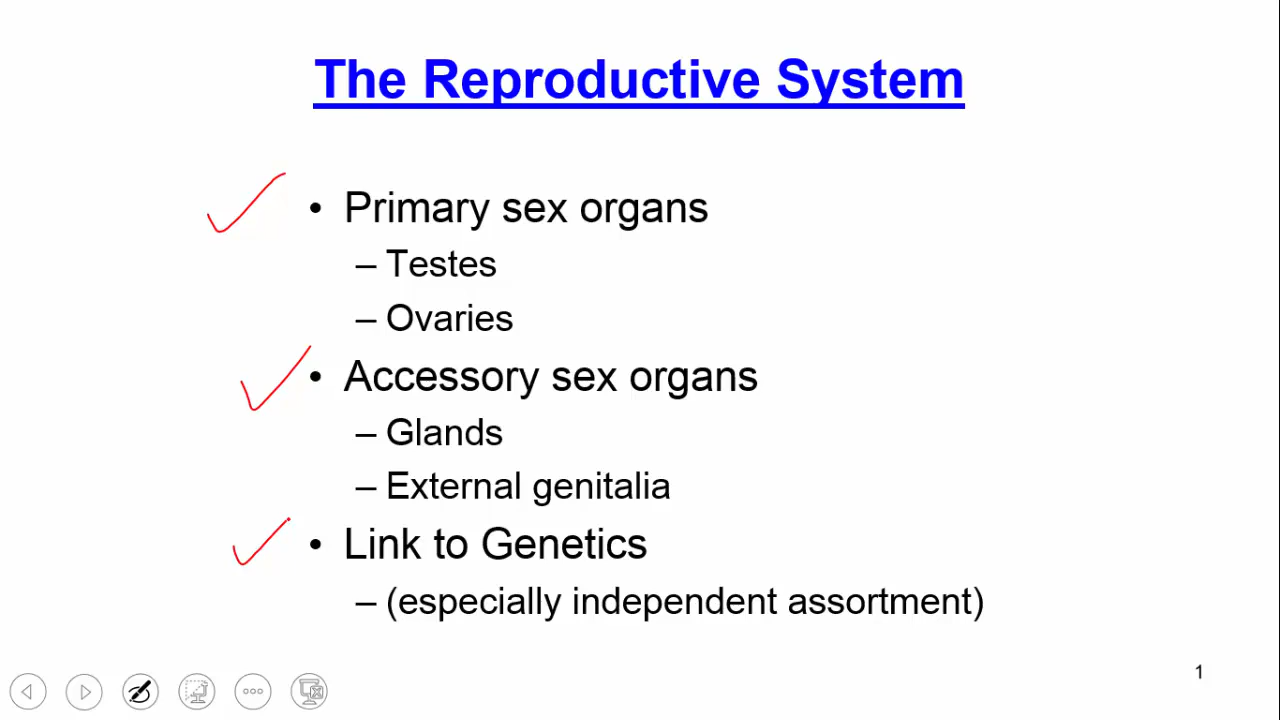 The Reproductive System
• Primary sex organs
– Testes
– Ovaries
• Accessory sex organs
– Glands
– External genitalia
• Link to Genetics
– (especially independent assortment)
1